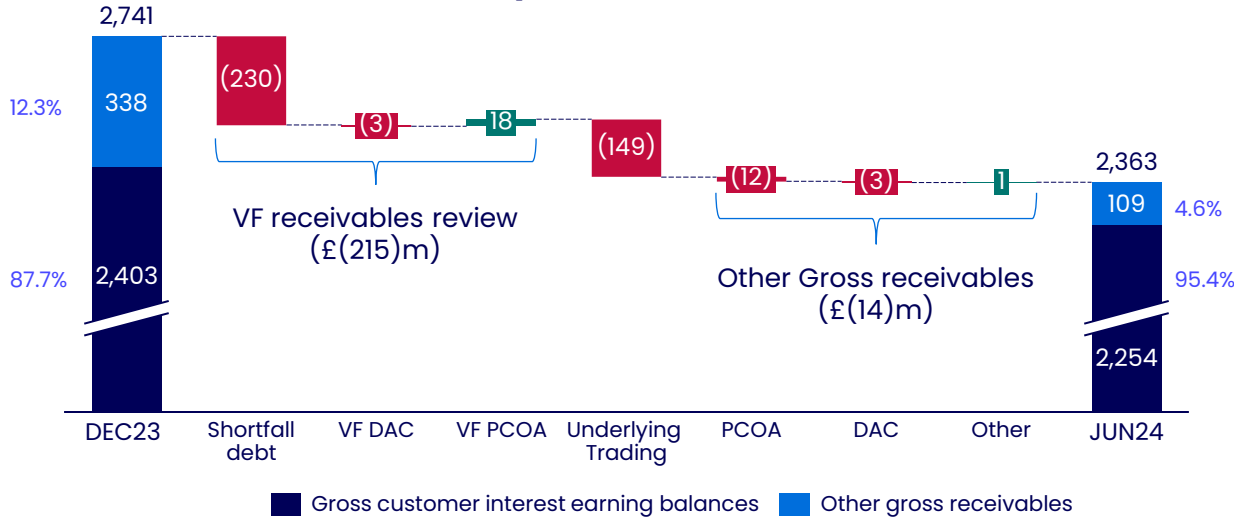 2,741
(230)
12.3%
338
(3)
18
(149)
(12)
(3)
1
2,363
109
4.6%
VF receivables review
(£(215)m)
87.7%
2,403
Other Gross receivables
(£(14)m)
95.4%
2,254
DEC23
Shortfall
debt
VF DAC
VF PCOA
Underlying
Trading
PCOA
DAC
Other
JUN24
Gross customer interest earning balances
Other gross receivables